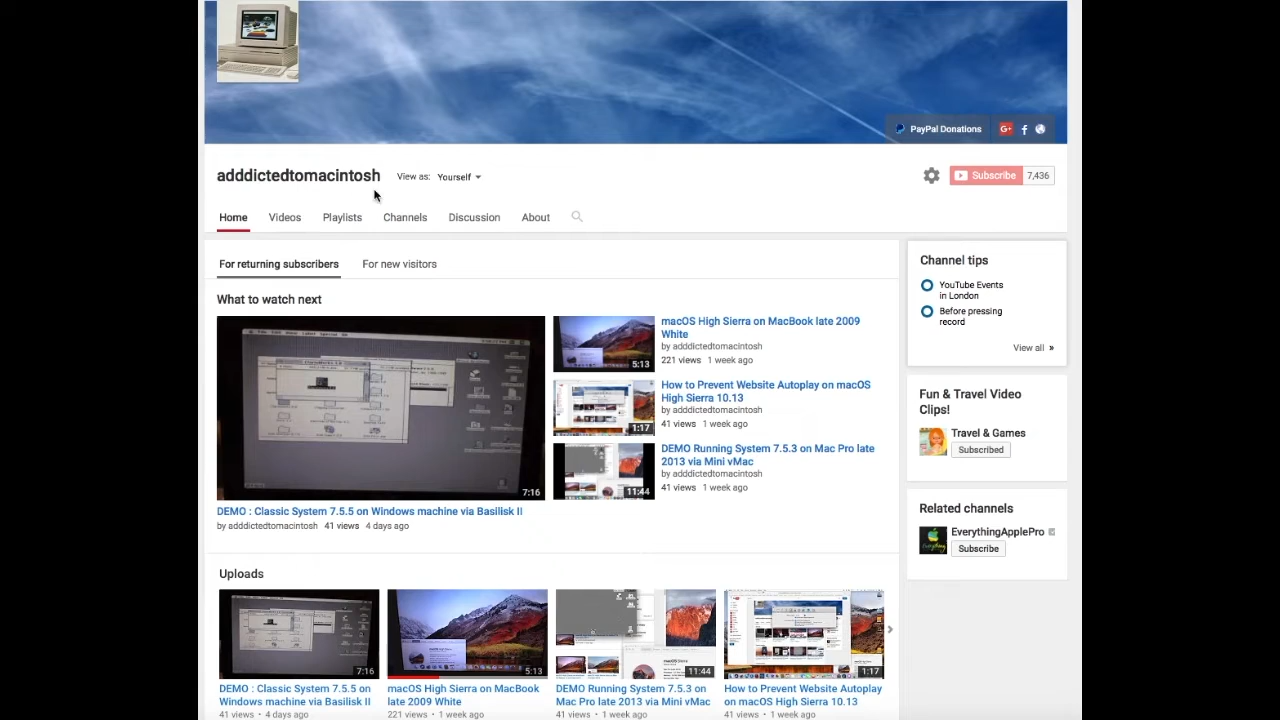 PayPal Donations
adddictedtomacintosh
View as: Yourself
Subscribe 7,436
Home Videos Playlists Channels Discussion About
For returning subscribers For new visitors
What to watch next
7:16
DEMO : Classic System 7.5.5 on Windows machine via Basilisk II
by adddictedtomacintosh 41 views 4 days ago
5:13
macOS High Sierra on MacBook late 2009
White
by adddictedtomacintosh
221 views 1 week ago
1:17
How to Prevent Website Autoplay on macOS
High Sierra 10.13
by adddictedtomacintosh
41 views 1 week ago
11:44
DEMO Running System 7.5.3 on Mac Pro late
2013 via Mini vMac
by adddictedtomacintosh
41 views 1 week ago
Channel tips
YouTube Events
in London
Before pressing
record
View all »
Fun & Travel Video
Clips!
Travel & Games
Subscribed
Related channels
EverythingApplePro
Subscribe
Uploads
7:16
DEMO : Classic System 7.5.5 on
Windows machine via Basilisk II
41 views • 4 days ago
5:13
macOS High Sierra on MacBook
late 2009 White
221 views • 1 week ago
11:44
DEMO Running System 7.5.3 on
Mac Pro late 2013 via Mini vMac
41 views • 1 week ago
1:17
How to Prevent Website Autoplay
on macOS High Sierra 10.13
41 views • 1 week ago